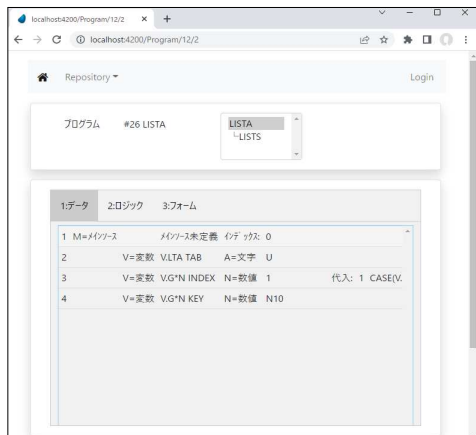 localhost:4200/Program/12/2
localhost:4200/Program/12/2
Repository
Login
プログラム #26 LISTA
LISTA
└LISTS
1:データ 2:ロジック 3:フォーム
1 M=メインソース メインソース未定義 インデックス: 0
2 V=変数 V.LTA TAB A=文字 U
3 V=変数 V.G*N INDEX N=数値 1 代入: 1 CASE(V.
4 V=変数 V.G*N KEY N=数値 N10